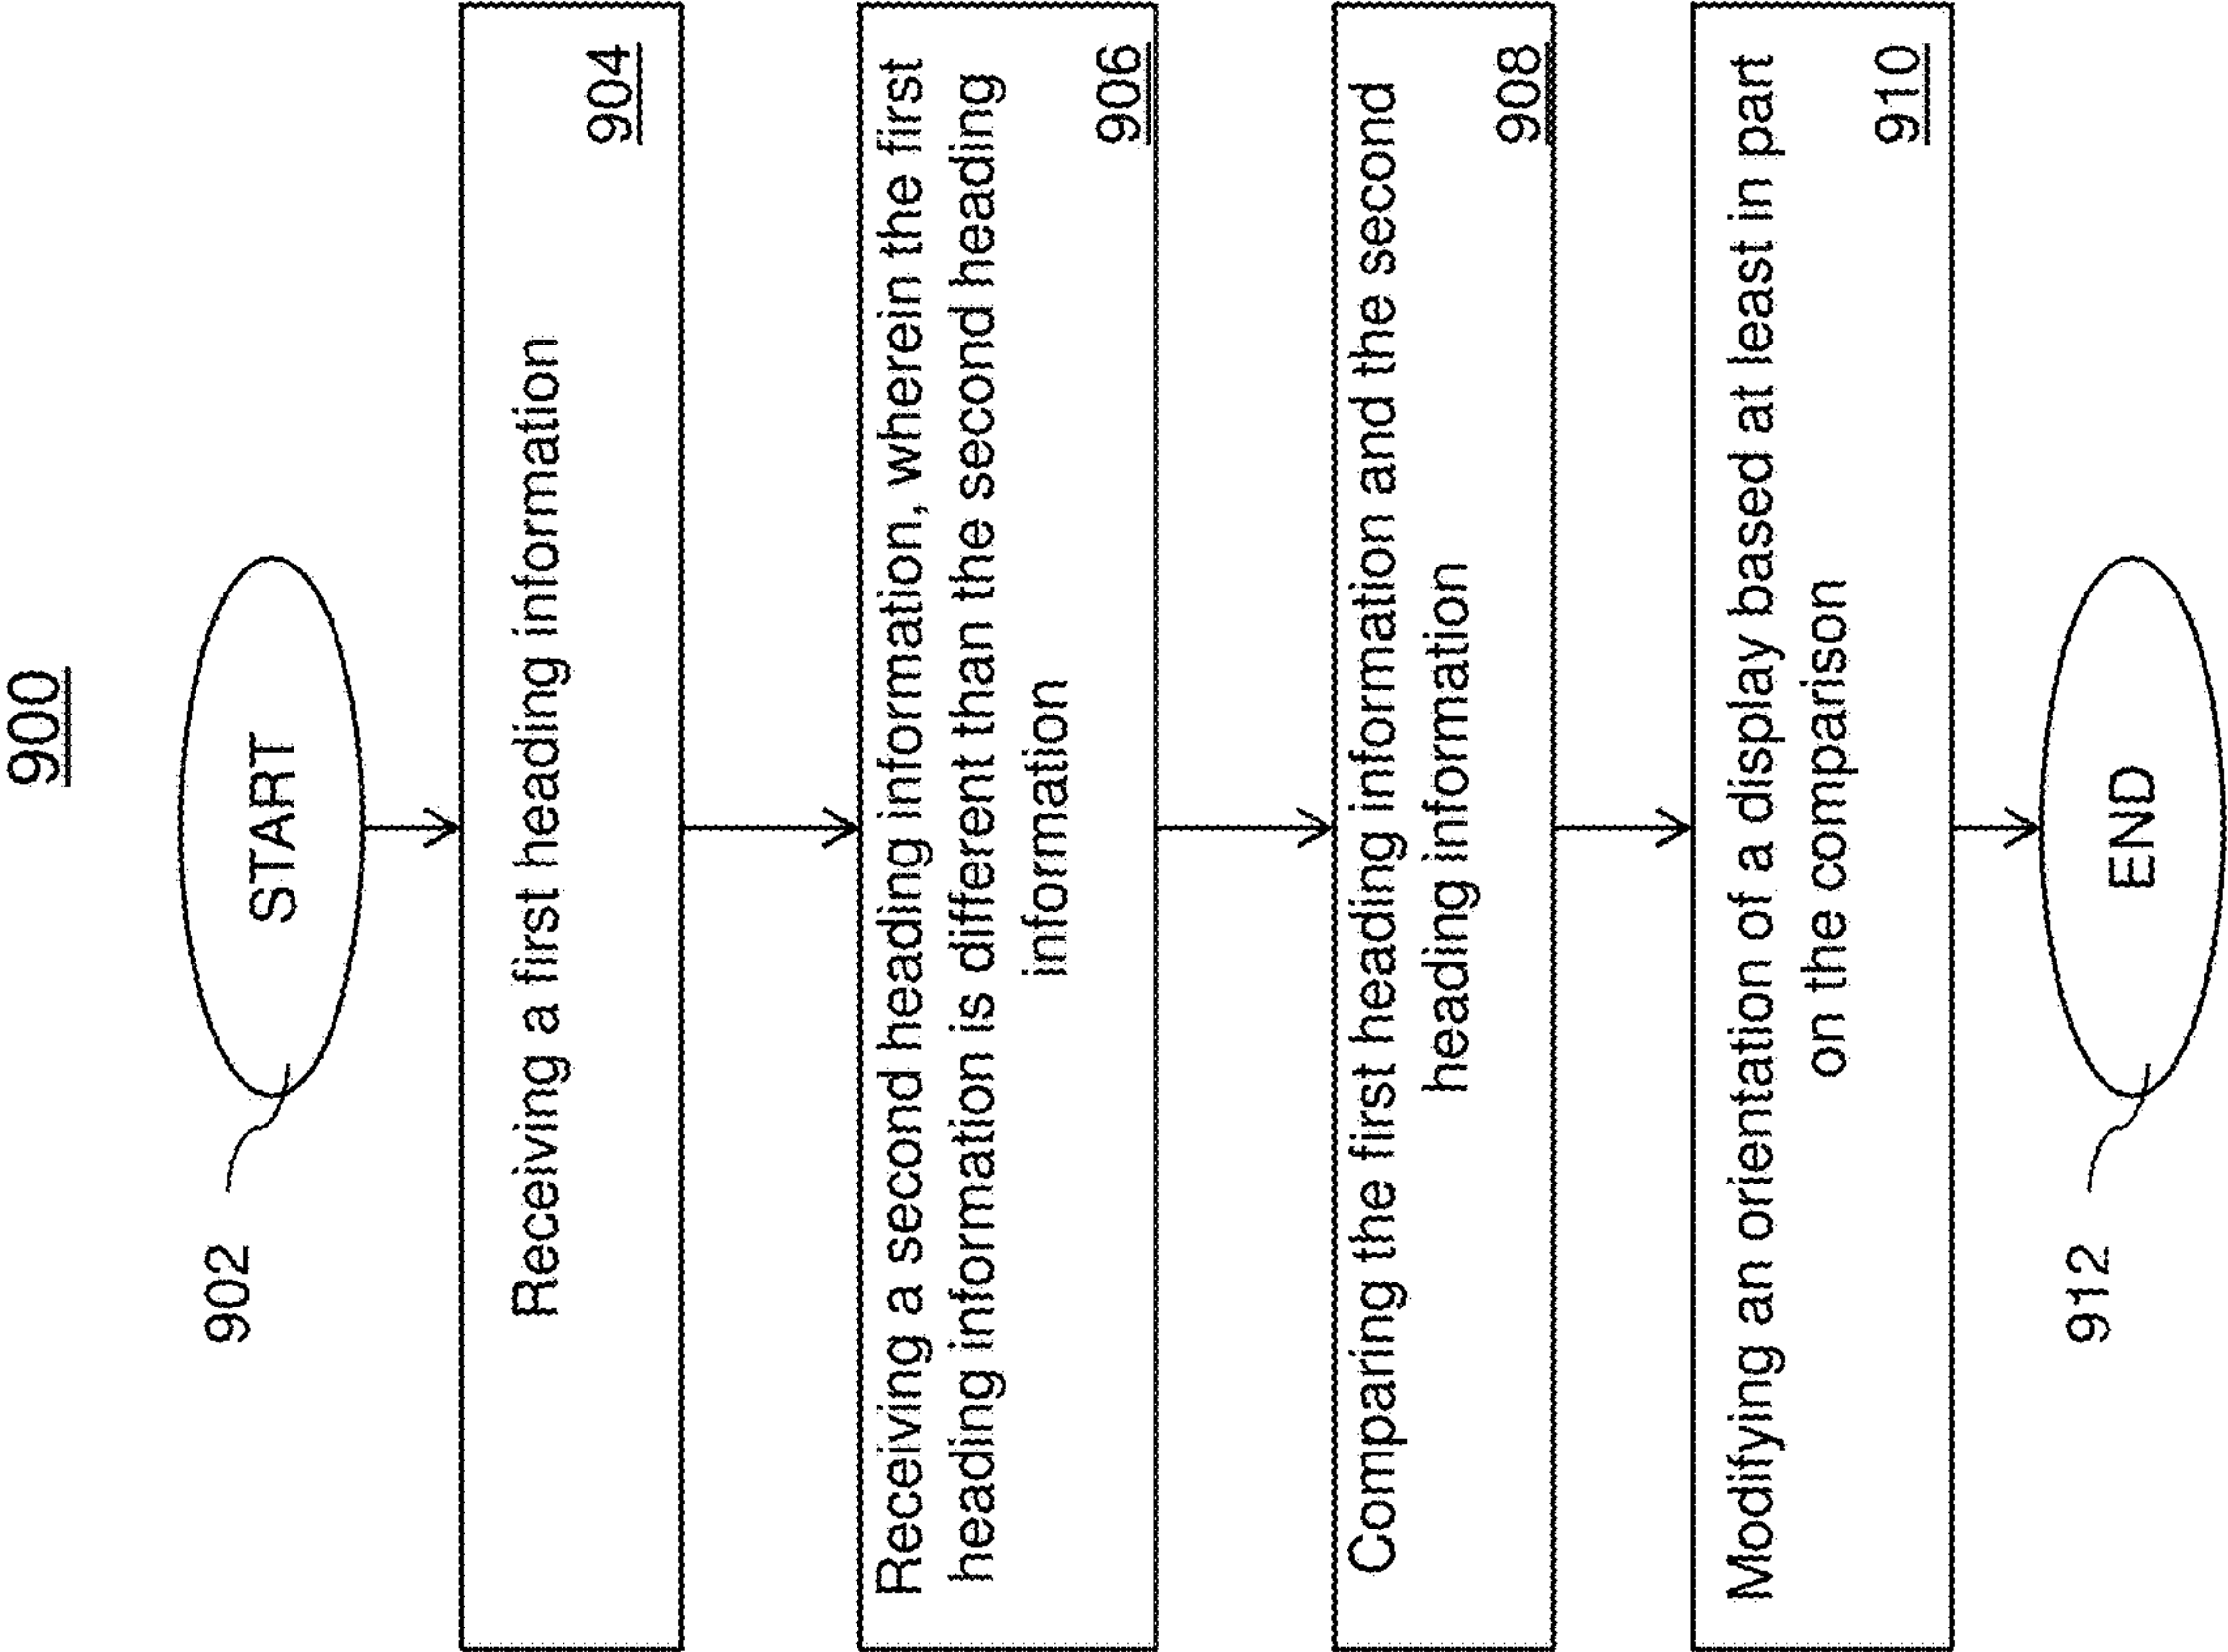 900
START
902
Receiving a first heading information
904
Receiving a second heading information, wherein the first
heading information is different than the second heading
information
906
Comparing the first heading information and the second
heading information
908
Modifying an orientation of a display based at least in part
on the comparison
910
END
912